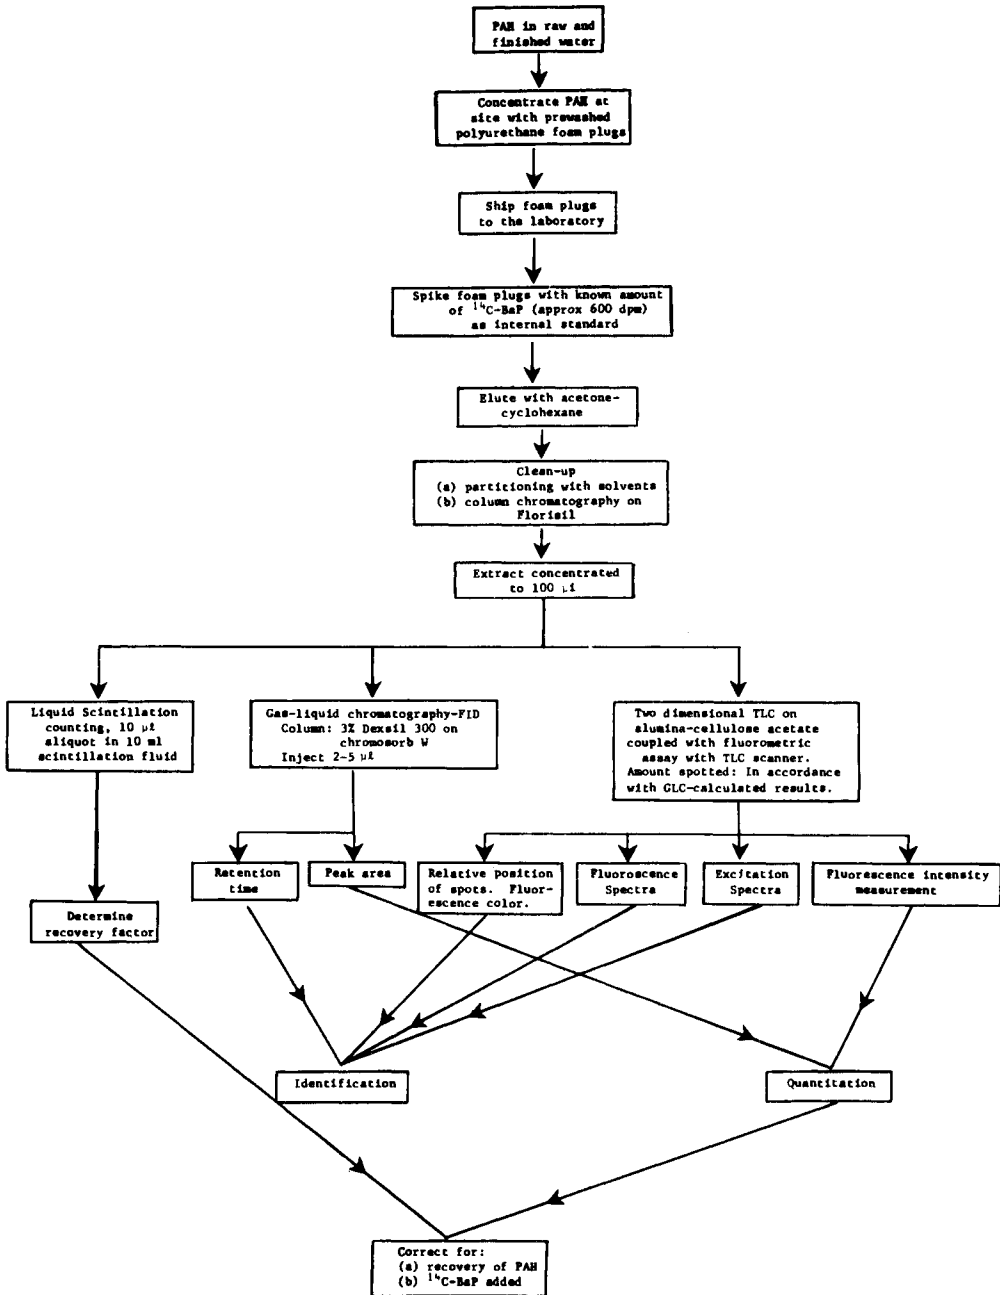 PAH in raw and
finished water
Concentrate PAH at
site with prewashed
polyurethane foam plugs
Ship foam plugs
to the laboratory
Spike foam plugs with known amount
of ¹⁴C-BaP (approx 600 dpm)
as internal standard
Elute with acetone-
cyclohexane
Clean-up
(a) partitioning with solvents
(b) column chromatography on
Florisil
Extract concentrated
to 100 µl
Liquid Scintillation
counting, 10 µl
aliquot in 10 ml
scintillation fluid
Gas-liquid chromatography-FID
Column: 3% Dexsil 300 on
chromosorb W
Inject 2-5 µl
Two dimensional TLC on
alumina-cellulose acetate
coupled with fluorometric
assay with TLC scanner.
Amount spotted: In accordance
with GLC-calculated results.
Retention
time
Peak area
Relative position
of spots. Fluor-
escence color.
Fluoroscence
Spectra
Excitation
Spectra
Fluorescence intensity
measurement
Determine
recovery factor
Identification
Quantitation
Correct for:
(a) recovery of PAH
(b) ¹⁴C-BaP added